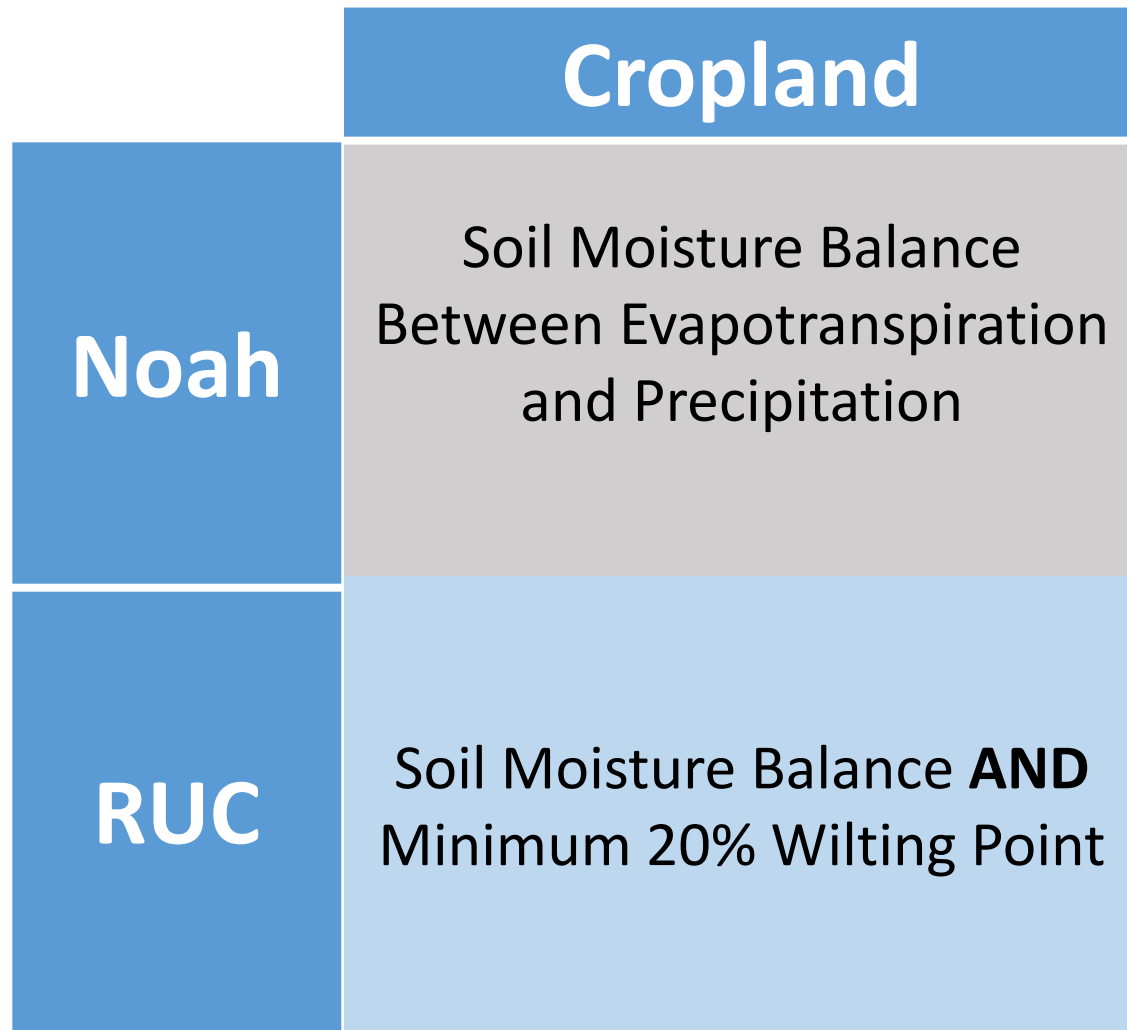 Cropland
Noah
Soil Moisture Balance
Between Evapotranspiration
and Precipitation
RUC
Soil Moisture Balance AND
Minimum 20% Wilting Point